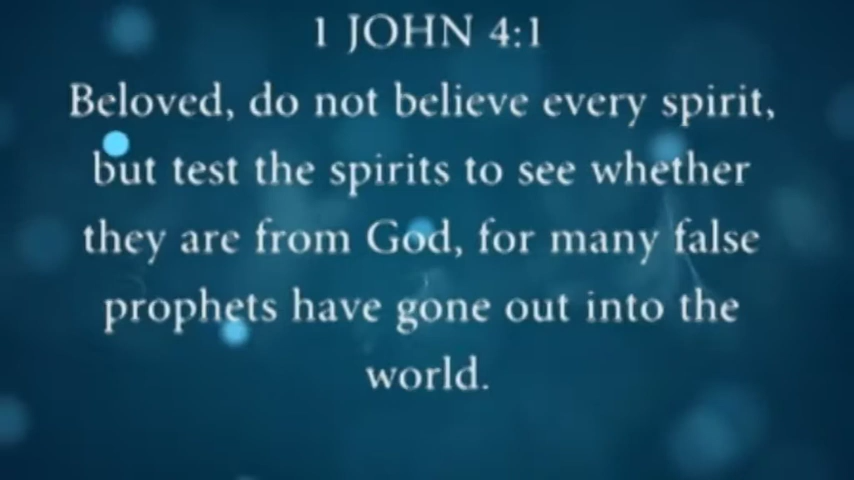 1 JOHN 4:1
Beloved, do not believe every spirit,
but test the spirits to see whether
they are from God, for many false
prophets have gone out into the
world.